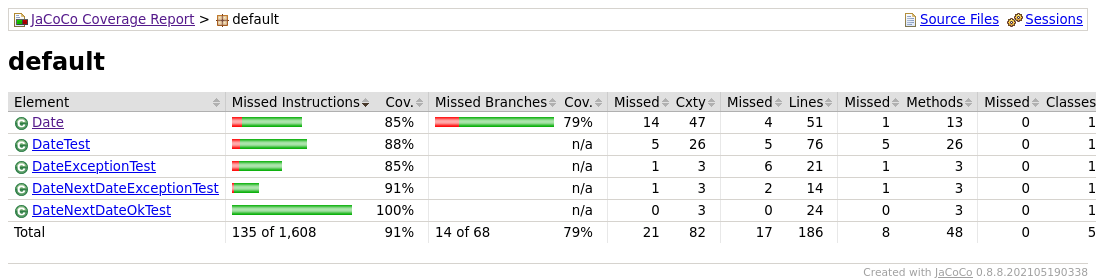 JaCoCo Coverage Report > default Source Files Sessions
default
Element Missed Instructions Cov. Missed Branches Cov. Missed Cxty Missed Lines Missed Methods Missed Classes
Date 85% 79% 14 47 4 51 1 13 0 1
DateTest 88% n/a 5 26 5 76 5 26 0 1
DateExceptionTest 85% n/a 1 3 6 21 1 3 0 1
DateNextDateExceptionTest 91% n/a 1 3 2 14 1 3 0 1
DateNextDateOkTest 100% n/a 0 3 0 24 0 3 0 1
Total 135 of 1,608 91% 14 of 68 79% 21 82 17 186 8 48 0 5
Created with JaCoCo 0.8.8.202105190338